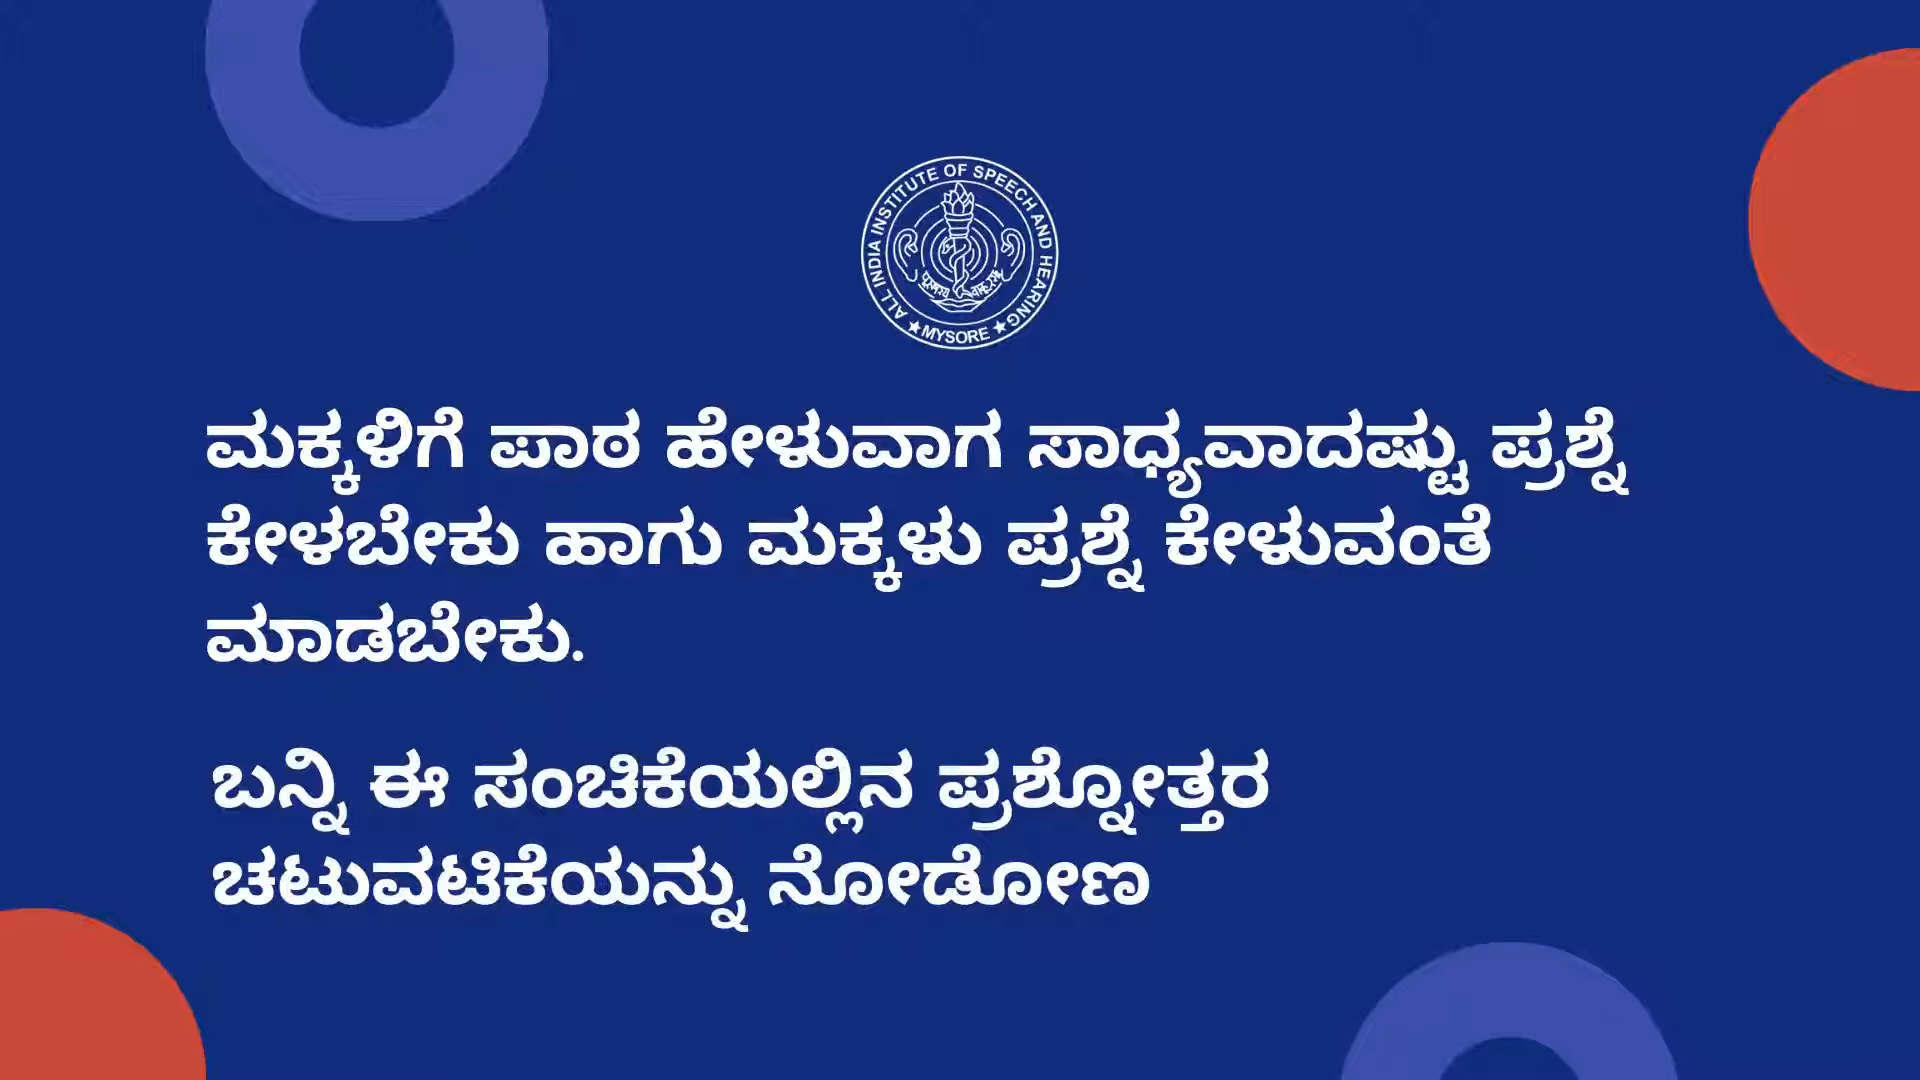 ALL INDIA INSTITUTE OF SPEECH AND HEARING
★ MYSORE ★
ಮಕ್ಕಳಿಗೆ ಪಾಠ ಹೇಳುವಾಗ ಸಾಧ್ಯವಾದಷ್ಟು ಪ್ರಶ್ನೆ
ಕೇಳಬೇಕು ಹಾಗು ಮಕ್ಕಳು ಪ್ರಶ್ನೆ ಕೇಳುವಂತೆ
ಮಾಡಬೇಕು.
ಬನ್ನಿ ಈ ಸಂಚಿಕೆಯಲ್ಲಿನ ಪ್ರಶ್ನೋತ್ತರ
ಚಟುವಟಿಕೆಯನ್ನು ನೋಡೋಣ